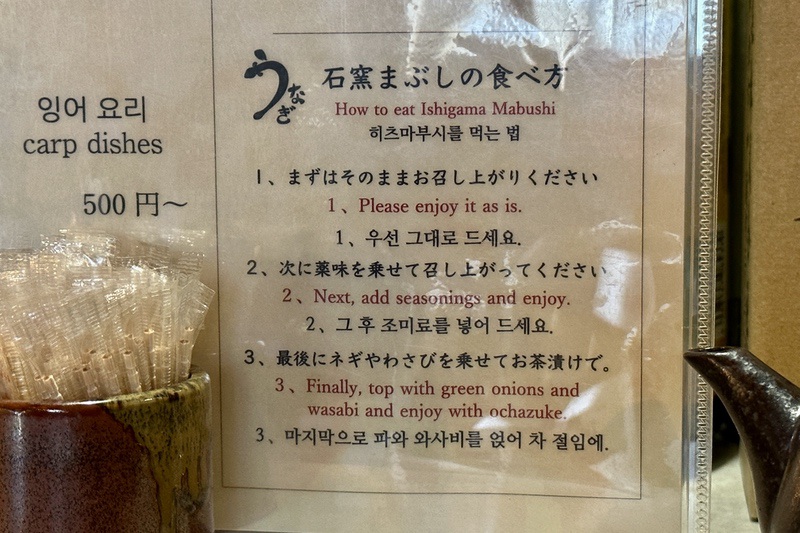 잉어 요리
carp dishes
500 円～
うなぎ
石窯まぶしの食べ方
How to eat Ishigama Mabushi
히츠마부시를 먹는 법
1、まずはそのままお召し上がりください
1、Please enjoy it as is.
1、우선 그대로 드세요.
2、次に薬味を乗せて召し上がってください
2、Next, add seasonings and enjoy.
2、그 후 조미료를 넣어 드세요.
3、最後にネギやわさびを乗せてお茶漬けで。
3、Finally, top with green onions and
wasabi and enjoy with ochazuke.
3、마지막으로 파와 와사비를 얹어 차 절임에.